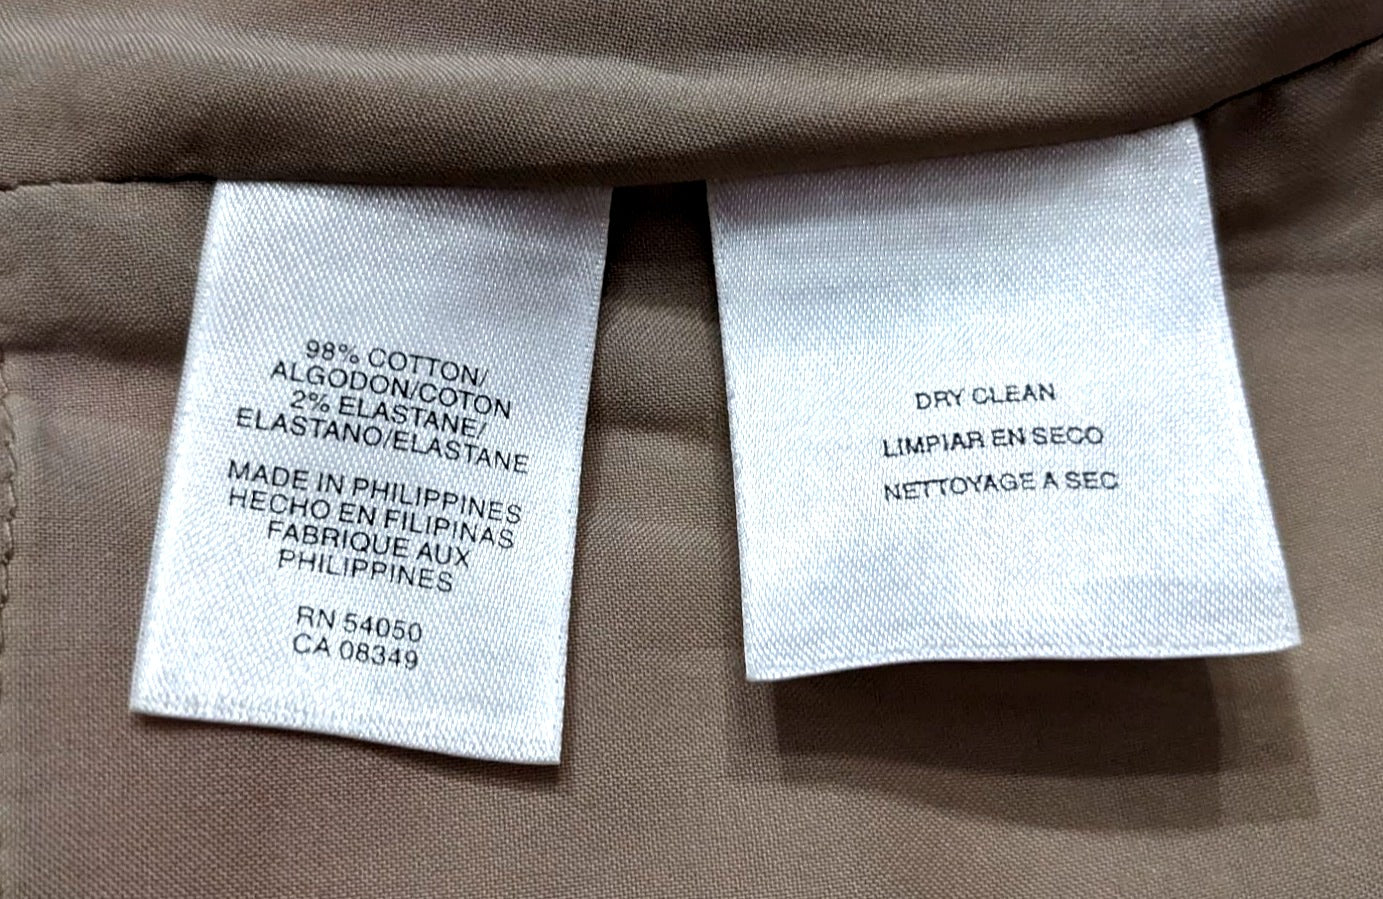 98% COTTON/
ALGODON/COTON
2% ELASTANE/
ELASTANO/ELASTANE
MADE IN PHILIPPINES
HECHO EN FILIPINAS
FABRIQUE AUX
PHILIPPINES
RN 54050
CA 08349
DRY CLEAN
LIMPIAR EN SECO
NETTOYAGE A SEC